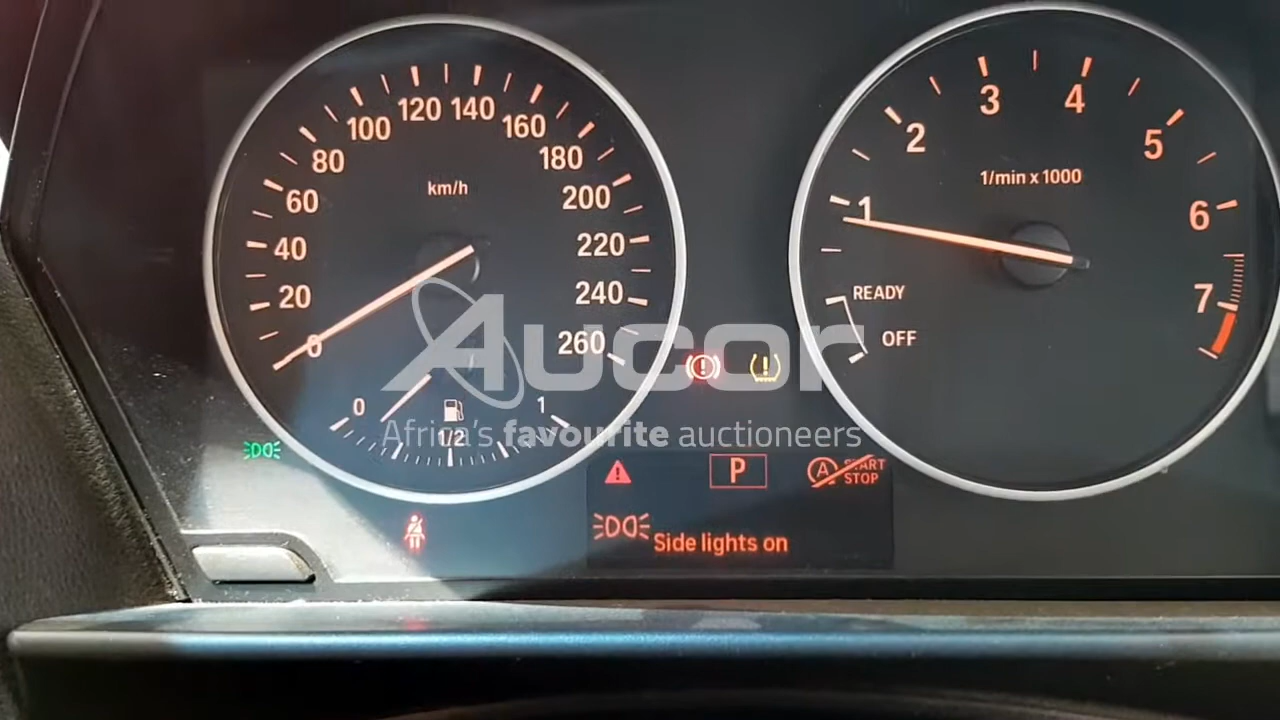 120 140
100 160
80 180
60 200
40 220
20 240
0 260
km/h
0 1/2 1
3 4
2 5
1 6
7
1/min x 1000
READY
OFF
Aucor
Africa's favourite auctioneers
P
A START
STOP
Side lights on